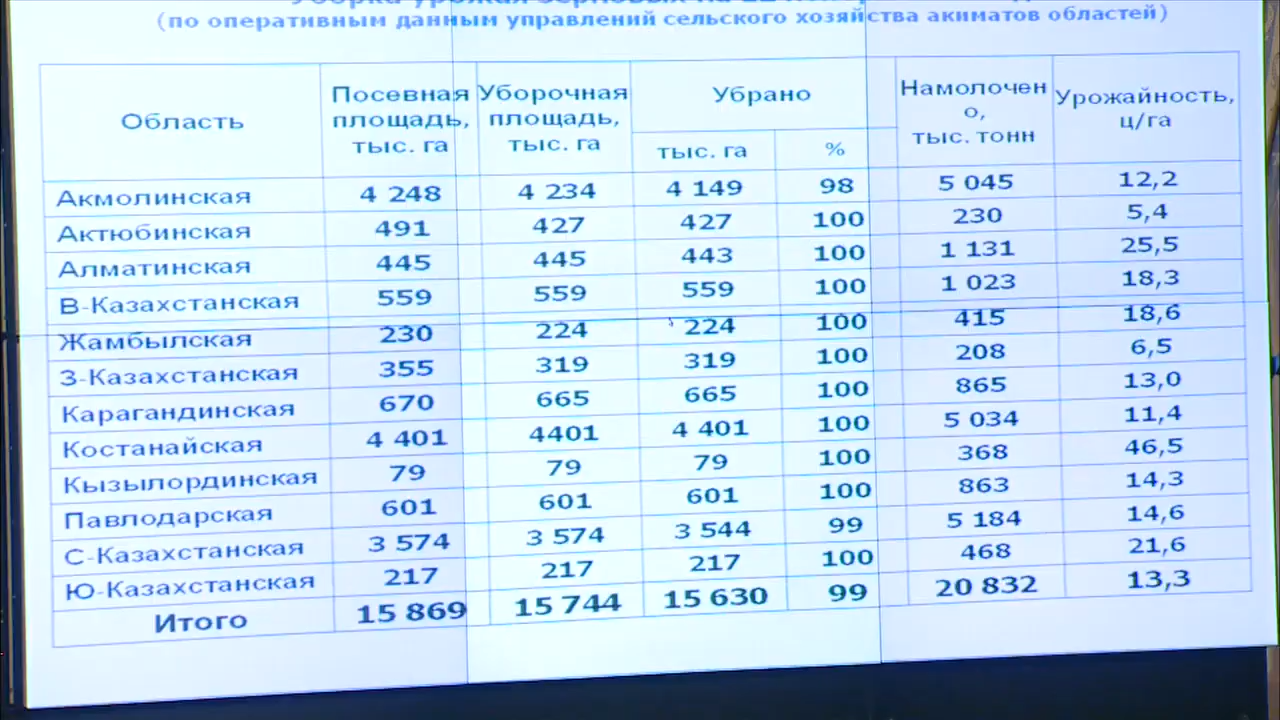 (по оперативным данным управлений сельского хозяйства акиматов областей)
Область Посевная площадь, тыс. га Уборочная площадь, тыс. га Убрано Намолочено, тыс. тонн Урожайность, ц/га
тыс. га %
Акмолинская 4 248 4 234 4 149 98 5 045 12,2
Актюбинская 491 427 427 100 230 5,4
Алматинская 445 445 443 100 1 131 25,5
В-Казахстанская 559 559 559 100 1 023 18,3
Жамбылская 230 224 224 100 415 18,6
З-Казахстанская 355 319 319 100 208 6,5
Карагандинская 670 665 665 100 865 13,0
Костанайская 4 401 4401 4 401 100 5 034 11,4
Кызылординская 79 79 79 100 368 46,5
Павлодарская 601 601 601 100 863 14,3
С-Казахстанская 3 574 3 574 3 544 99 5 184 14,6
Ю-Казахстанская 217 217 217 100 468 21,6
Итого 15 869 15 744 15 630 99 20 832 13,3